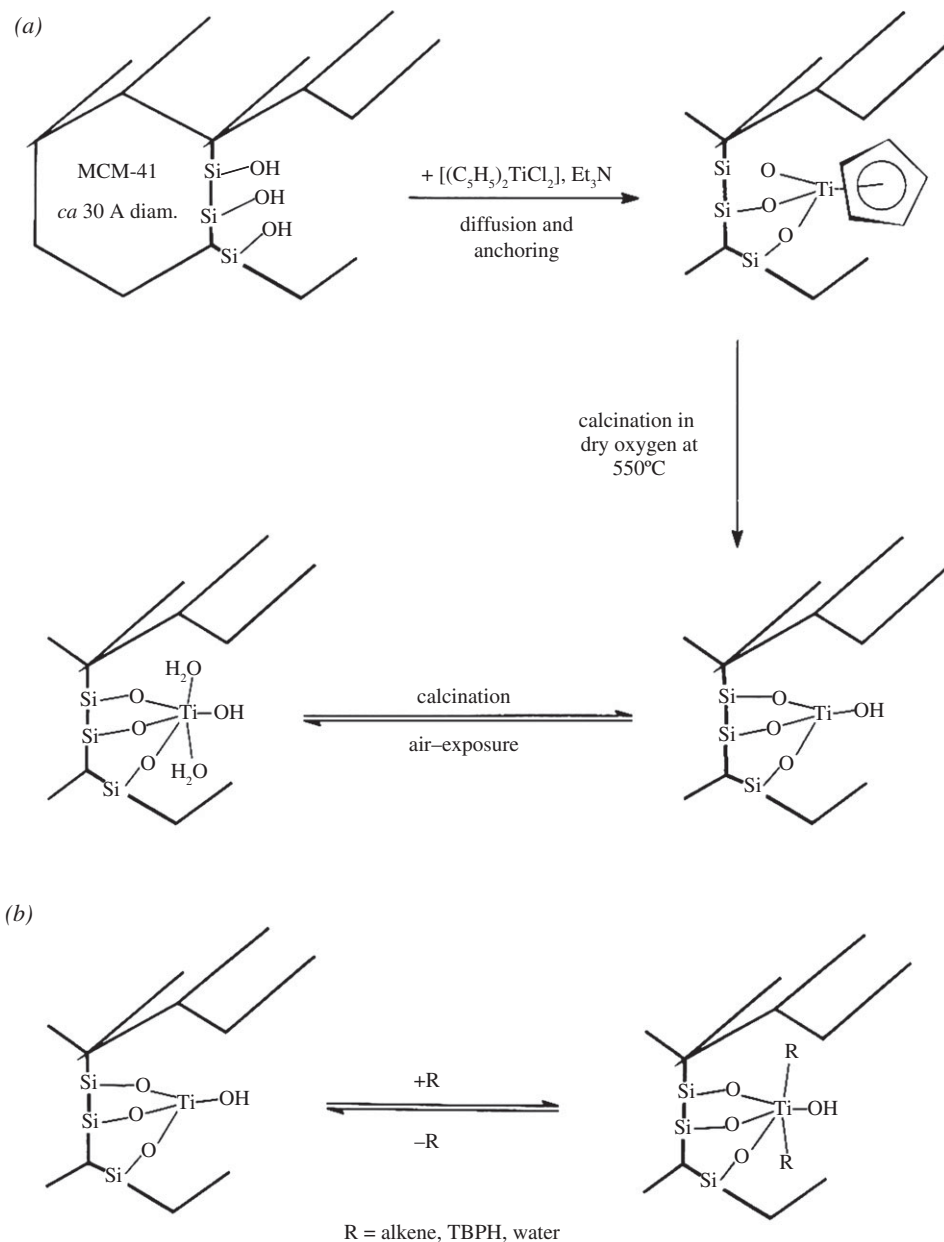 (a)
MCM-41
ca 30 A diam.
Si
OH
Si
OH
Si
OH
+ [(C₅H₅)₂TiCl₂], Et₃N
diffusion and
anchoring
Si
O
Ti
Si
O
O
Si
calcination in
dry oxygen at
550ºC
H₂O
Si
O
Ti
OH
Si
O
O
H₂O
Si
calcination
air–exposure
Si
O
Ti
OH
Si
O
O
Si
(b)
Si
O
Ti
OH
Si
O
O
Si
+R
–R
R
Si
O
Ti
OH
Si
O
O
R
Si
R = alkene, TBPH, water